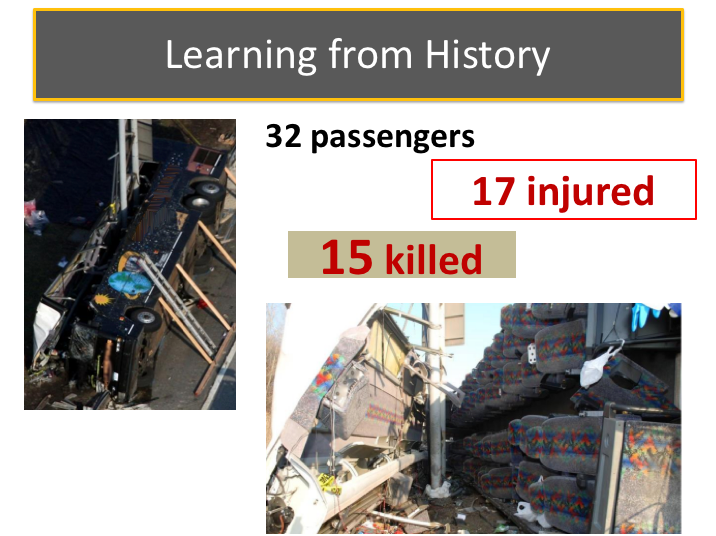 Learning from History
32 passengers
17 injured
15 killed